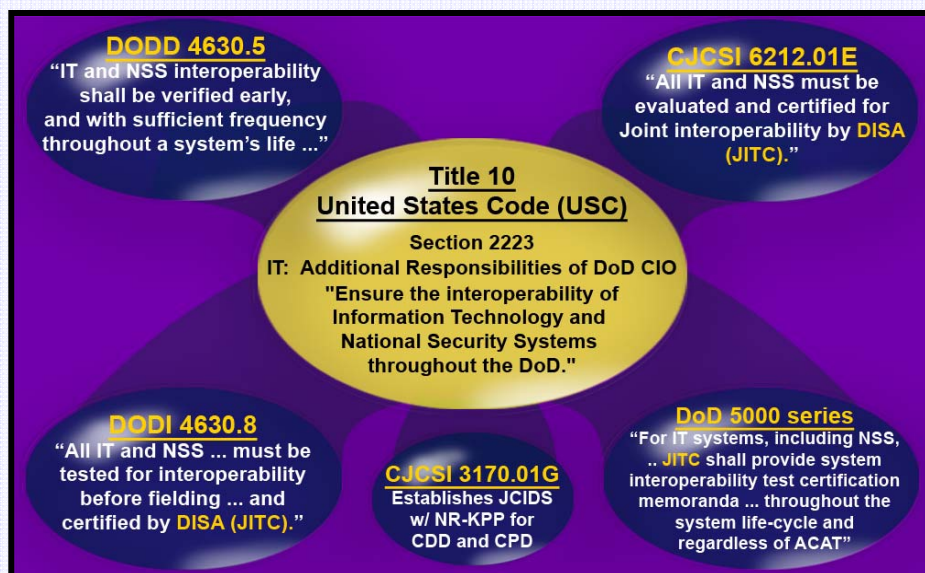 DODD 4630.5
“IT and NSS interoperability
shall be verified early,
and with sufficient frequency
throughout a system’s life ...”
CJCSI 6212.01E
“All IT and NSS must be
evaluated and certified for
Joint interoperability by DISA
(JITC).”
Title 10
United States Code (USC)
Section 2223
IT:  Additional Responsibilities of DoD CIO
"Ensure the interoperability of
Information Technology and
National Security Systems
throughout the DoD."
DODI 4630.8
“All IT and NSS ... must be
tested for interoperability
before fielding ... and
certified by DISA (JITC).”
CJCSI 3170.01G
Establishes JCIDS
w/ NR-KPP for
CDD and CPD
DoD 5000 series
“For IT systems, including NSS,
.. JITC shall provide system
interoperability test certification
memoranda ... throughout the
system life-cycle and
regardless of ACAT”